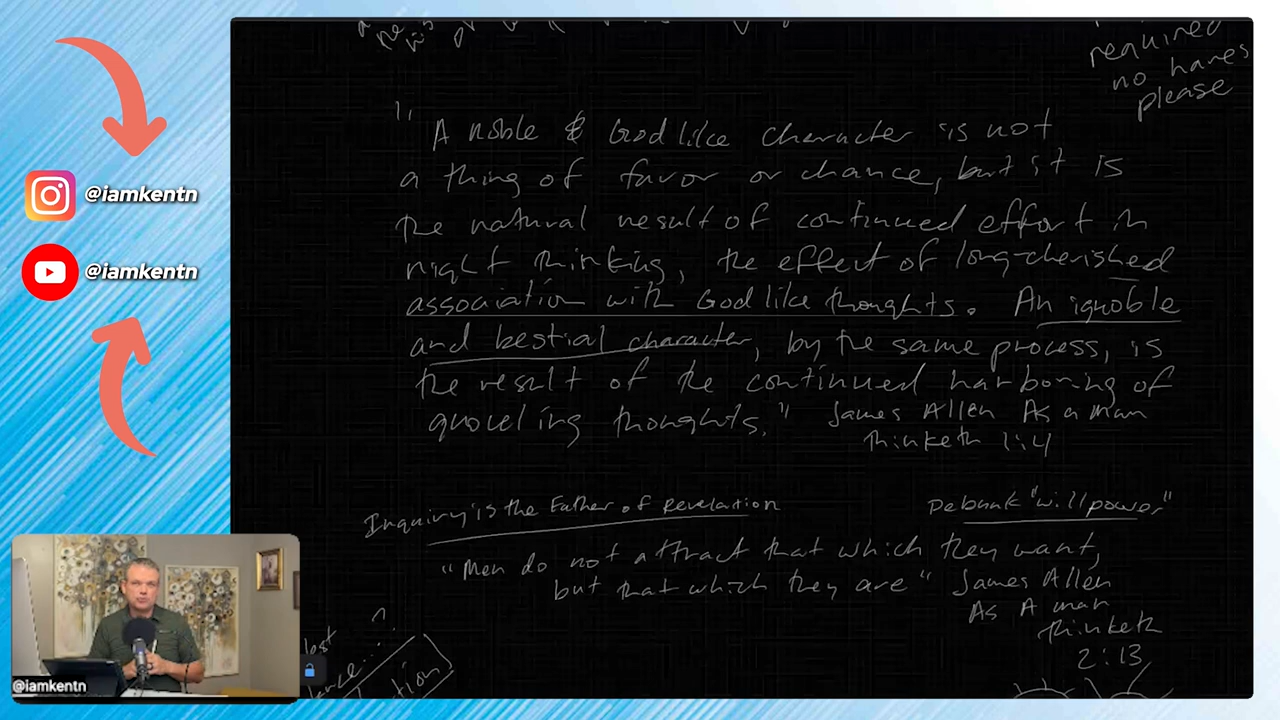 required
no haves
please
1,
"A noble & Godlike character is not
a thing of favor or chance, but it is
the natural result of continued effort in
right thinking, the effect of long-cherished
association with Godlike thoughts. An ignoble
and bestial character, by the same process, is
the result of the continued harboring of
groveling thoughts." James Allen As a man
Thinketh 1:4
@iamkentn
@iamkentn
Inquiry is the Father of Revelation
Debunk "will power"
"Men do not attract that which they want,
but that which they are" James Allen
As A man
Thinketh
2:13
?
@iamkentn